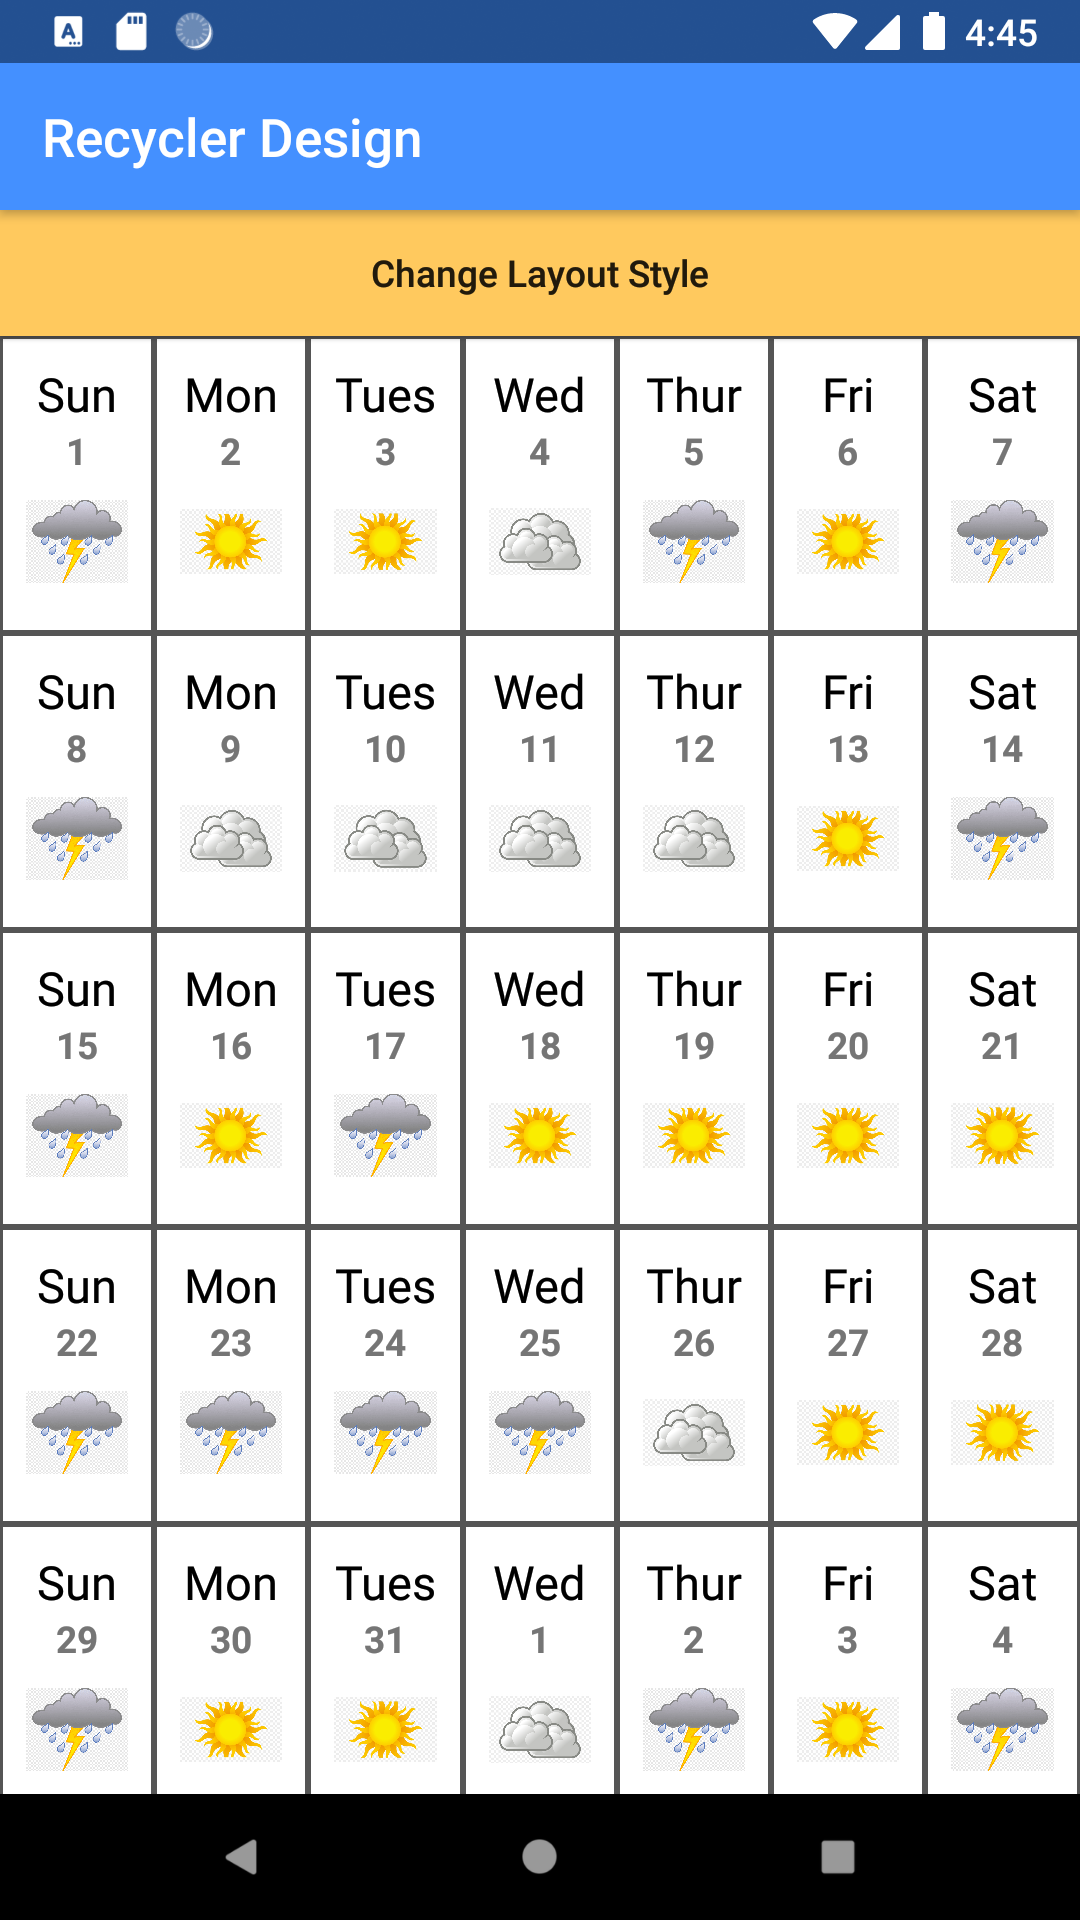 4:45
Recycler Design
Change Layout Style
Sun Mon Tues Wed Thur Fri Sat
1 2 3 4 5 6 7
Sun Mon Tues Wed Thur Fri Sat
8 9 10 11 12 13 14
Sun Mon Tues Wed Thur Fri Sat
15 16 17 18 19 20 21
Sun Mon Tues Wed Thur Fri Sat
22 23 24 25 26 27 28
Sun Mon Tues Wed Thur Fri Sat
29 30 31 1 2 3 4